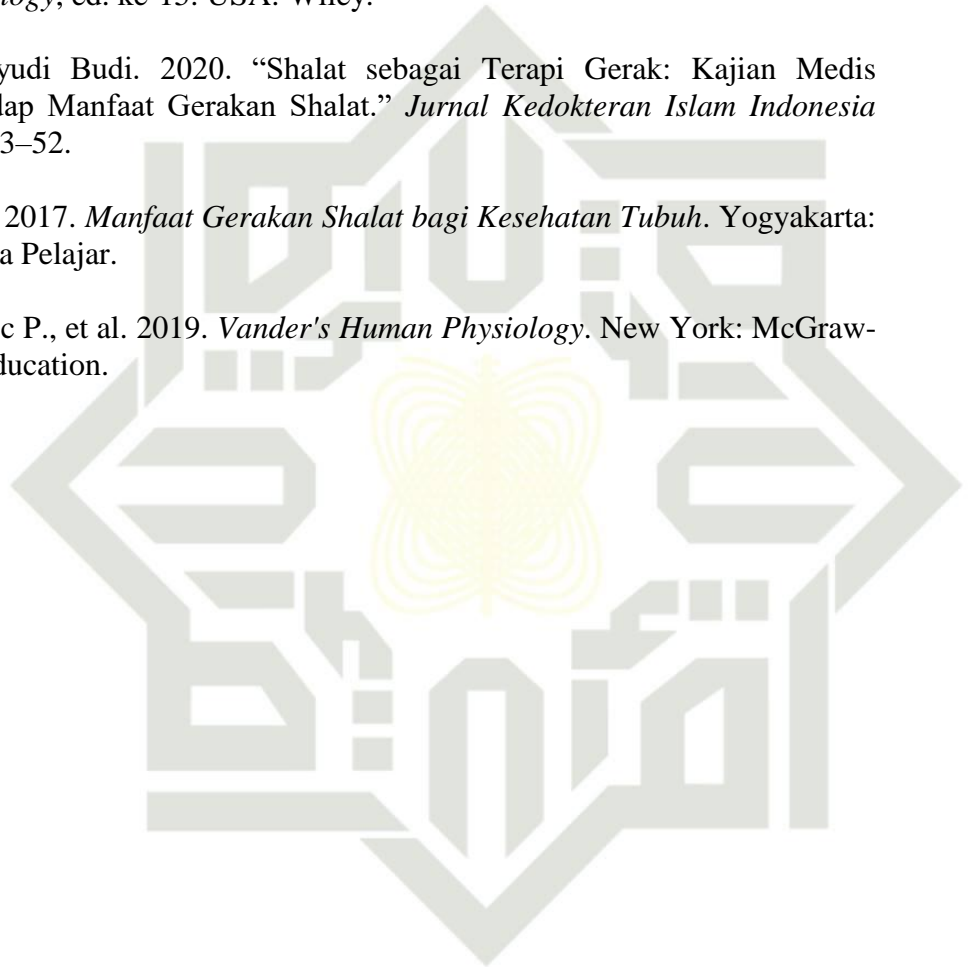 ology, ed. ke-15. USA: Wiley.
yudi Budi. 2020. “Shalat sebagai Terapi Gerak: Kajian Medis
dap Manfaat Gerakan Shalat.” Jurnal Kedokteran Islam Indonesia
3–52.
2017. Manfaat Gerakan Shalat bagi Kesehatan Tubuh. Yogyakarta:
a Pelajar.
c P., et al. 2019. Vander's Human Physiology. New York: McGraw-
ducation.